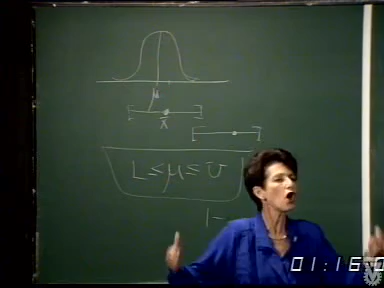 μ
[ x̄ ]
[ ]
L ≤ μ ≤ U
1-
01:16:0